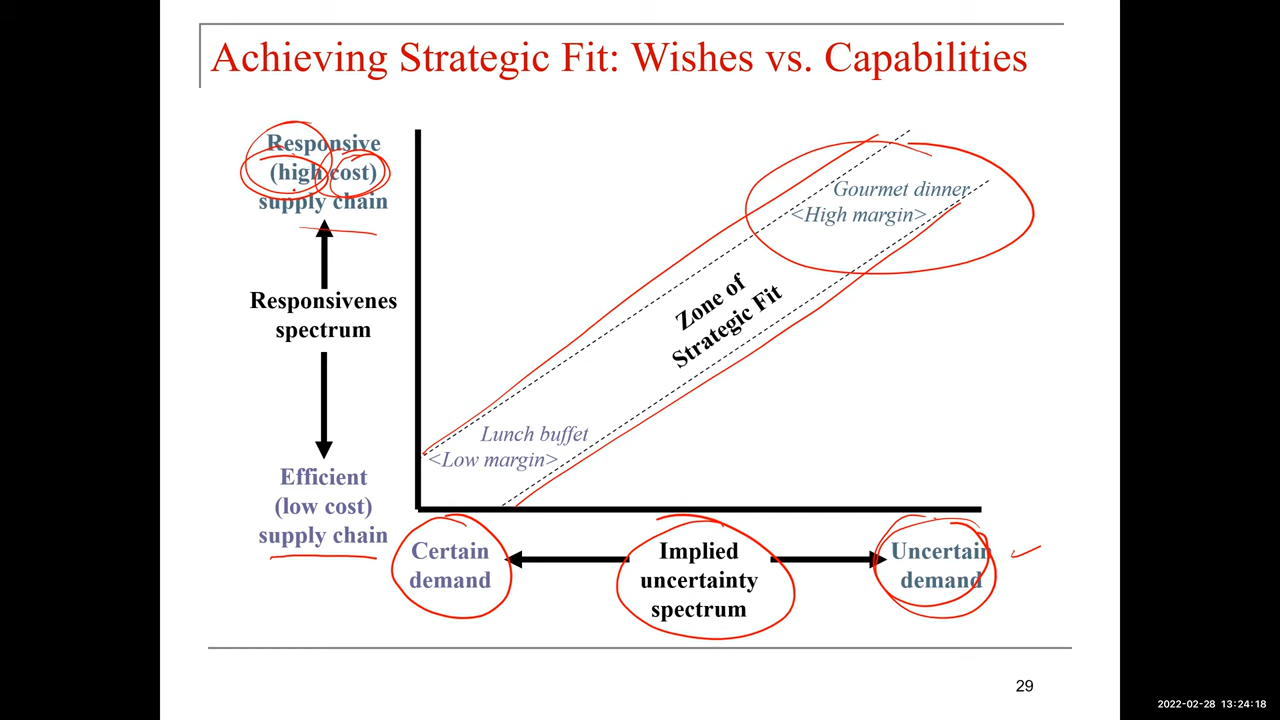 Achieving Strategic Fit: Wishes vs. Capabilities
Responsive
(high cost)
supply chain
Responsivenes
spectrum
Efficient
(low cost)
supply chain
Gourmet dinner
<High margin>
Zone of
Strategic Fit
Lunch buffet
<Low margin>
Certain
demand
Implied
uncertainty
spectrum
Uncertain
demand
29
2022-02-28 13:24:18